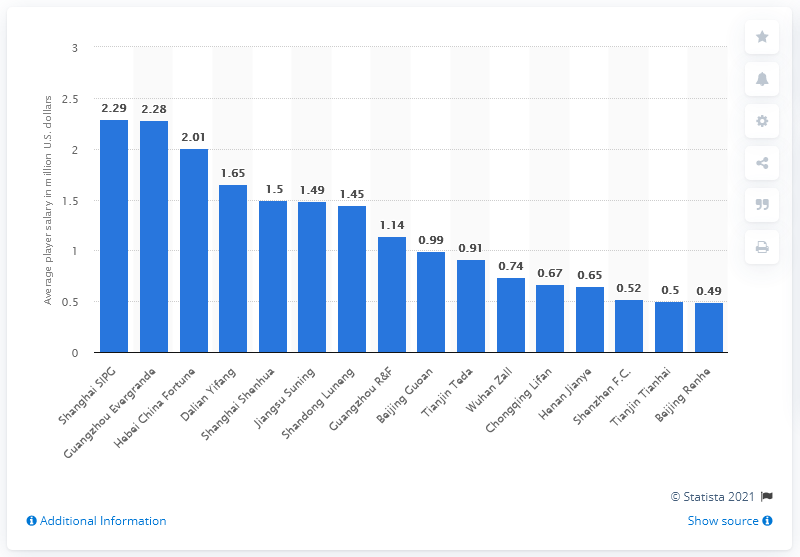 3
2.5
2
1.5
1
0.5
0
Average player salary in million U.S. dollars
2.29
2.28
2.01
1.65
1.5
1.49
1.45
1.14
0.99
0.91
0.74
0.67
0.65
0.52
0.5
0.49
Shanghai SIPG
Guangzhou Evergrande
Hebei China Fortune
Dalian Yifang
Shanghai Shenhua
Jiangsu Suning
Shandong Luneng
Guangzhou R&F
Beijing Guoan
Tianjin Teda
Wuhan Zall
Chongqing Lifan
Henan Jianye
Shenzhen F.C.
Tianjin Tianhai
Beijing Renhe
© Statista 2021
Additional Information
Show source